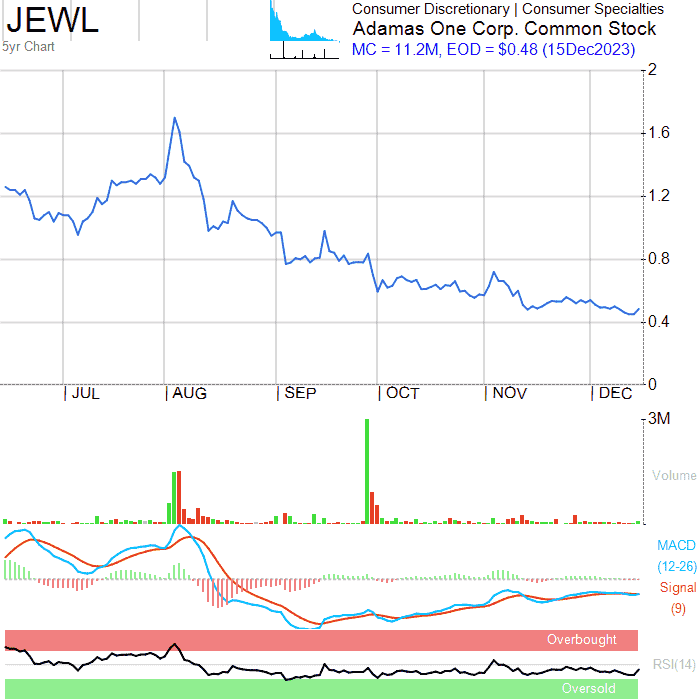 JEWL
5yr Chart
Consumer Discretionary | Consumer Specialties
Adamas One Corp. Common Stock
MC = 11.2M, EOD = $0.48 (15Dec2023)
2
1.6
1.2
0.8
0.4
0
JUL
AUG
SEP
OCT
NOV
DEC
3M
Volume
MACD
(12-26)
Signal
(9)
Overbought
RSI(14)
Oversold